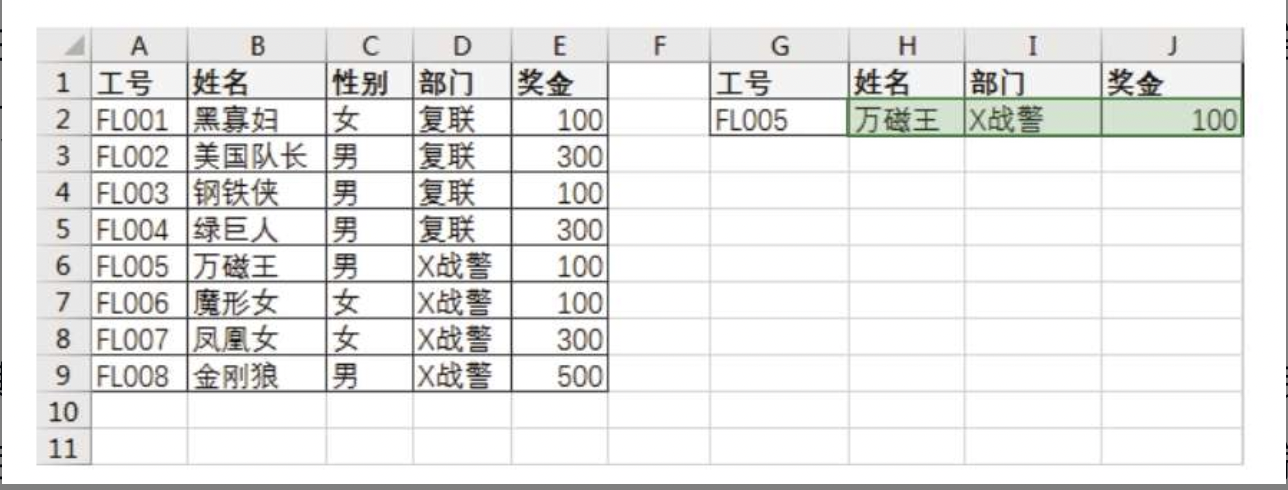 A B C D E F G H I J
1 工号 姓名 性别 部门 奖金 工号 姓名 部门 奖金
2 FL001 黑寡妇 女 复联 100 FL005 万磁王 X战警 100
3 FL002 美国队长 男 复联 300
4 FL003 钢铁侠 男 复联 100
5 FL004 绿巨人 男 复联 300
6 FL005 万磁王 男 X战警 100
7 FL006 魔形女 女 X战警 100
8 FL007 凤凰女 女 X战警 300
9 FL008 金刚狼 男 X战警 500
10
11